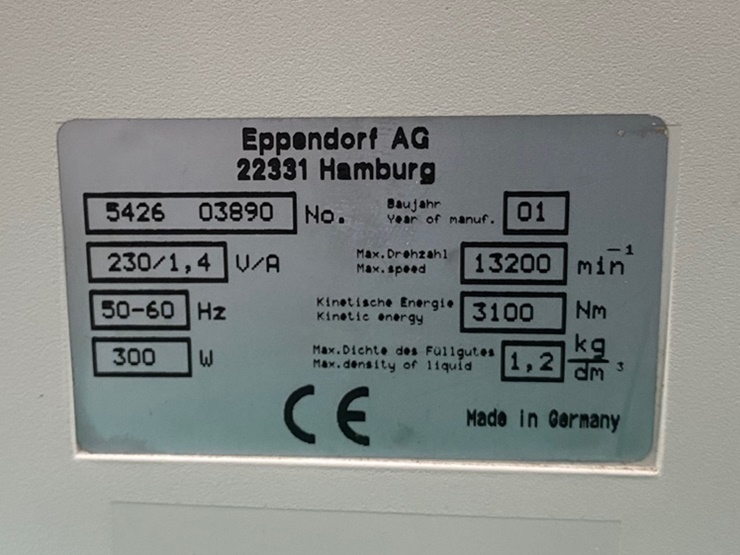 Eppendorf AG
22331 Hamburg
5426 03890 No. Baujahr
Year of manuf. 01
230/1,4 V/A Max.Drehzahl
Max.speed 13200 min⁻¹
50-60 Hz Kinetische Energie
Kinetic energy 3100 Nm
300 W Max.Dichte des Füllgutes
Max.density of liquid 1,2 kg/dm³
CE Made in Germany